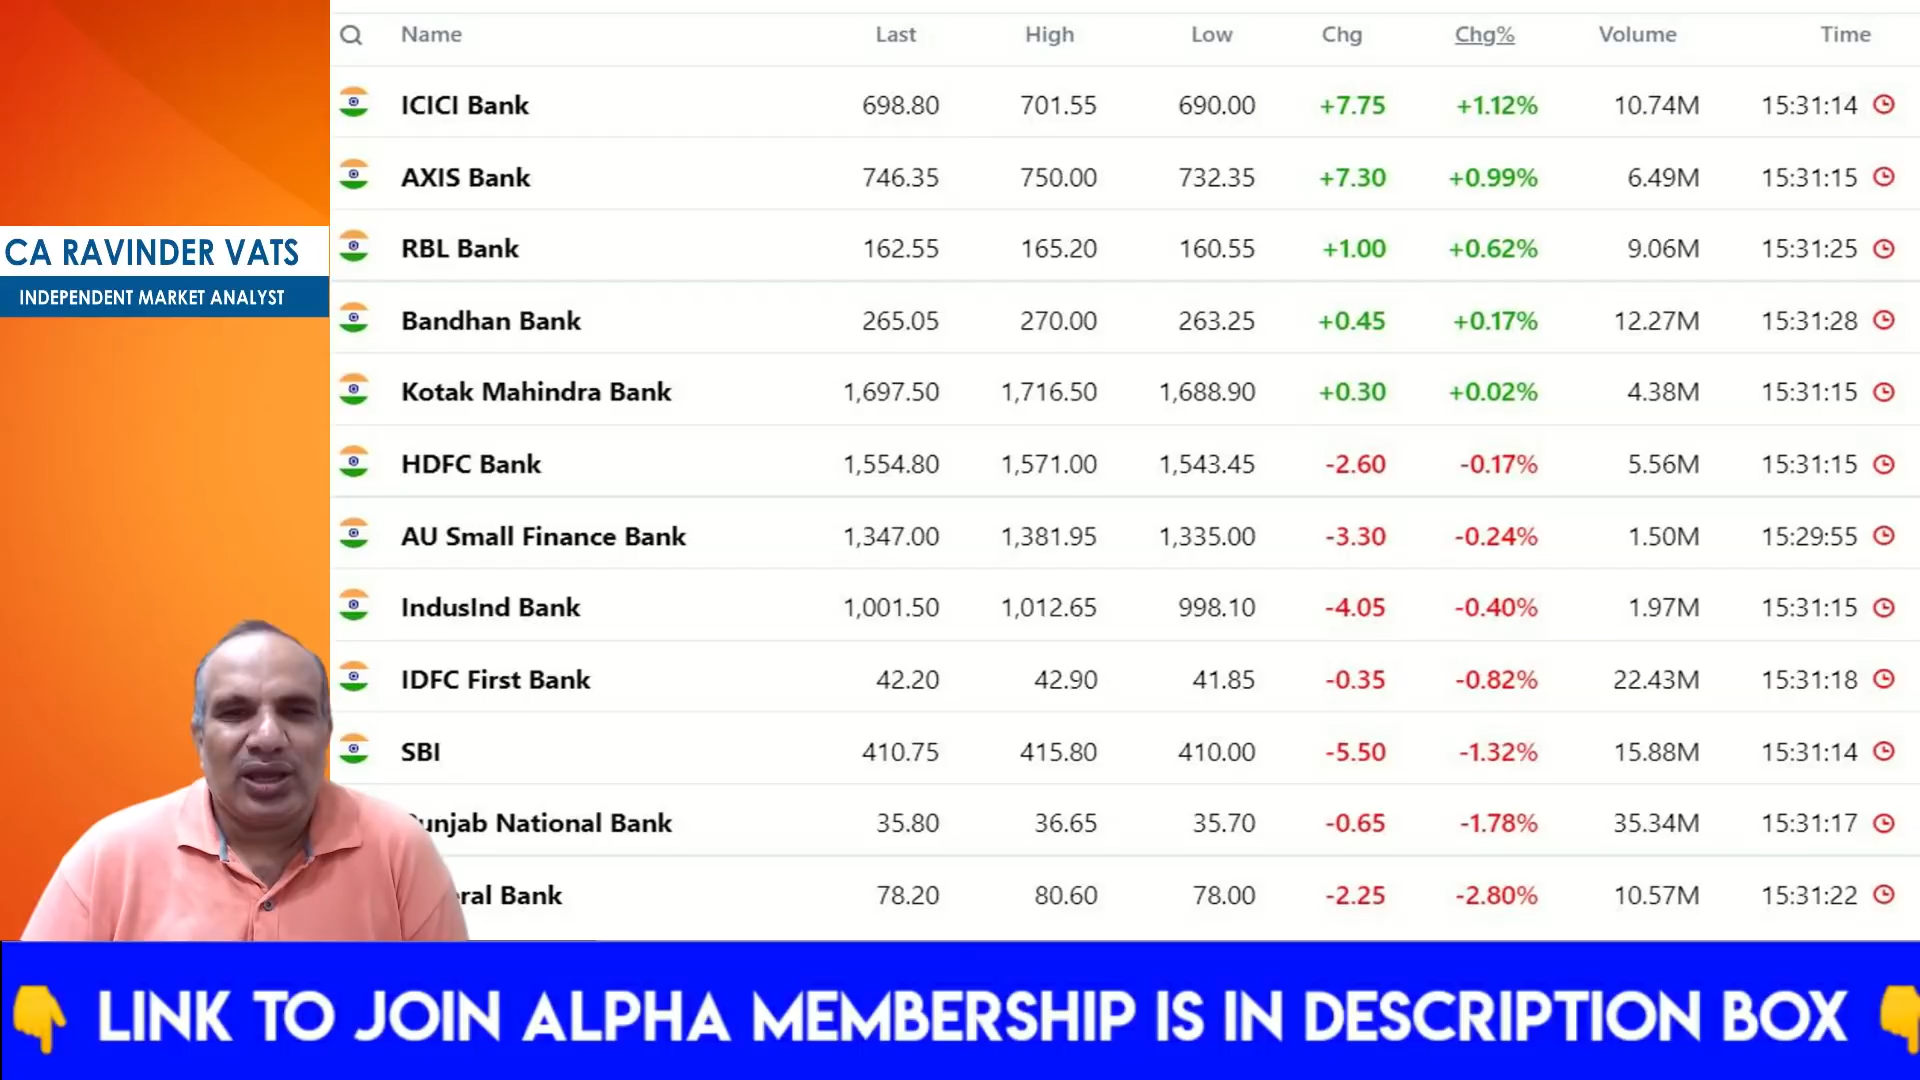 Name Last High Low Chg Chg% Volume Time
ICICI Bank 698.80 701.55 690.00 +7.75 +1.12% 10.74M 15:31:14
AXIS Bank 746.35 750.00 732.35 +7.30 +0.99% 6.49M 15:31:15
CA RAVINDER VATS
INDEPENDENT MARKET ANALYST
RBL Bank 162.55 165.20 160.55 +1.00 +0.62% 9.06M 15:31:25
Bandhan Bank 265.05 270.00 263.25 +0.45 +0.17% 12.27M 15:31:28
Kotak Mahindra Bank 1,697.50 1,716.50 1,688.90 +0.30 +0.02% 4.38M 15:31:15
HDFC Bank 1,554.80 1,571.00 1,543.45 -2.60 -0.17% 5.56M 15:31:15
AU Small Finance Bank 1,347.00 1,381.95 1,335.00 -3.30 -0.24% 1.50M 15:29:55
IndusInd Bank 1,001.50 1,012.65 998.10 -4.05 -0.40% 1.97M 15:31:15
IDFC First Bank 42.20 42.90 41.85 -0.35 -0.82% 22.43M 15:31:18
SBI 410.75 415.80 410.00 -5.50 -1.32% 15.88M 15:31:14
Punjab National Bank 35.80 36.65 35.70 -0.65 -1.78% 35.34M 15:31:17
Bank 78.20 80.60 78.00 -2.25 -2.80% 10.57M 15:31:22
LINK TO JOIN ALPHA MEMBERSHIP IS IN DESCRIPTION BOX